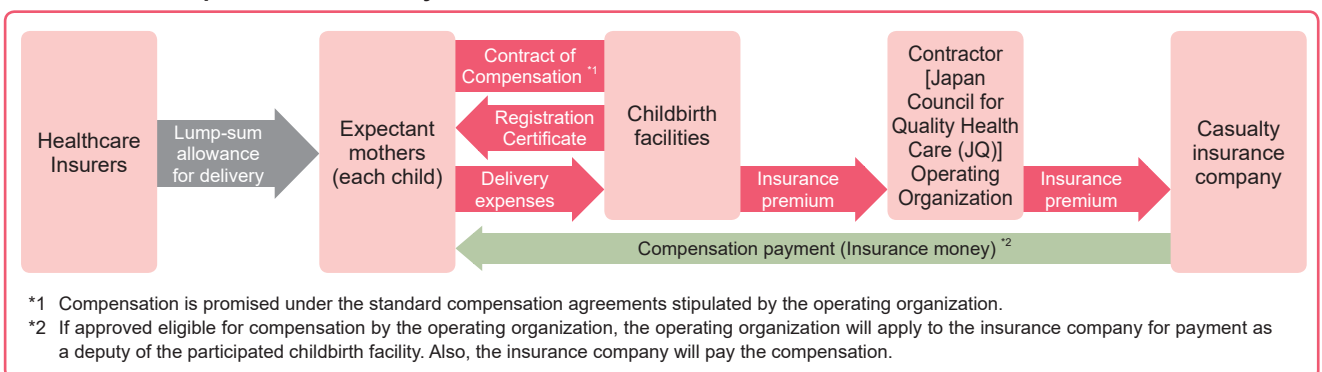 Healthcare
Insurers
Lump-sum
allowance
for delivery
Expectant
mothers
(each child)
Contract of
Compensation *1
Registration
Certificate
Delivery
expenses
Childbirth
facilities
Insurance
premium
Contractor
[Japan
Council for
Quality Health
Care (JQ)]
Operating
Organization
Insurance
premium
Casualty
insurance
company
Compensation payment (Insurance money) *2
*1 Compensation is promised under the standard compensation agreements stipulated by the operating organization.
*2 If approved eligible for compensation by the operating organization, the operating organization will apply to the insurance company for payment as
a deputy of the participated childbirth facility. Also, the insurance company will pay the compensation.